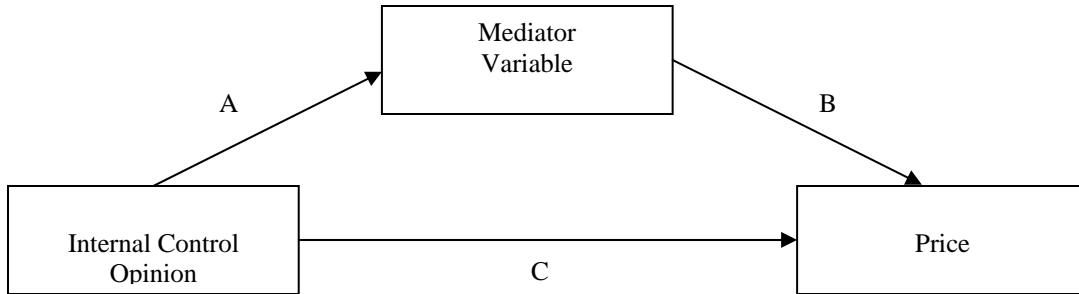 Mediator
Variable
A
B
Internal Control
Opinion
Price
C